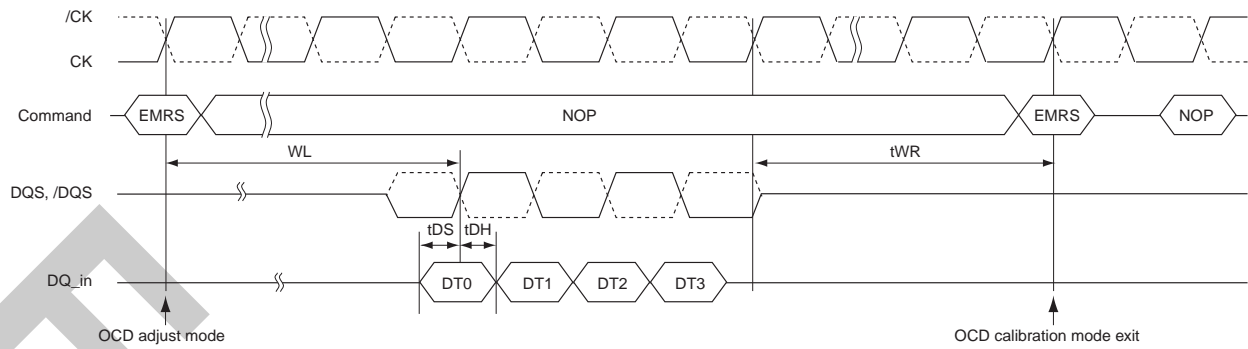 /CK
CK
Command
EMRS
NOP
EMRS
NOP
WL
tWR
DQS, /DQS
tDS
tDH
DQ_in
DT0
DT1
DT2
DT3
OCD adjust mode
OCD calibration mode exit